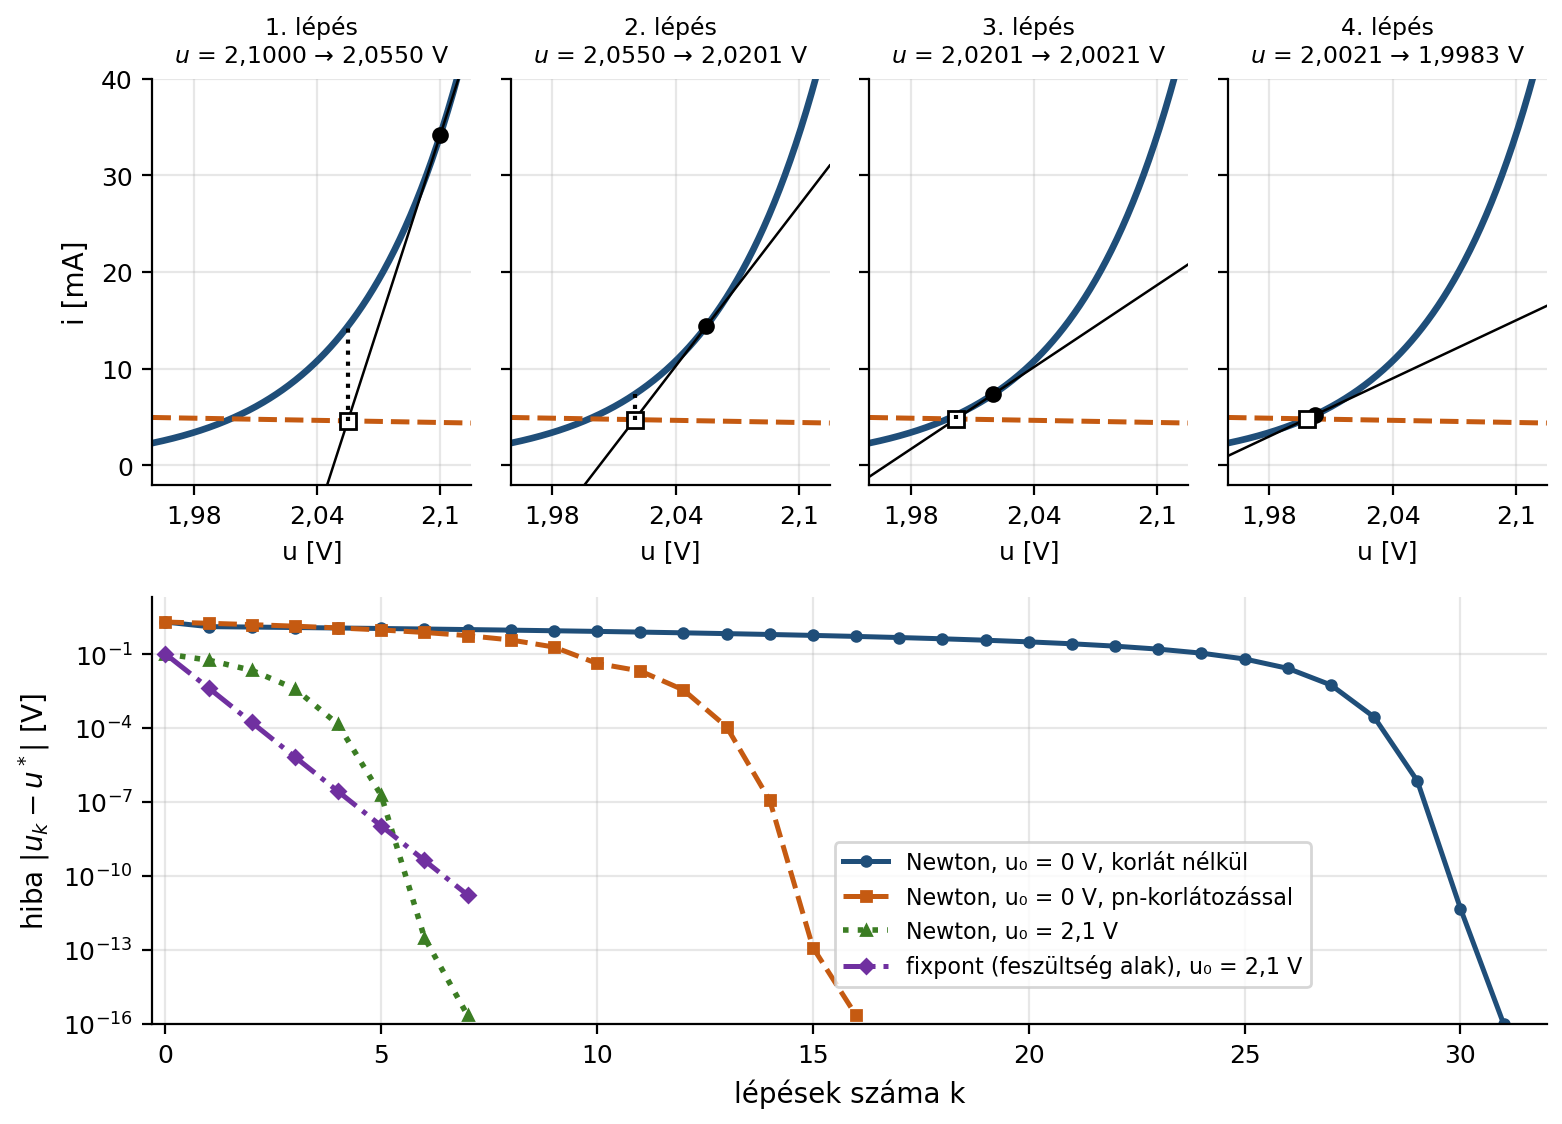 1. lépés
u = 2,1000 → 2,0550 V
2. lépés
u = 2,0550 → 2,0201 V
3. lépés
u = 2,0201 → 2,0021 V
4. lépés
u = 2,0021 → 1,9983 V
i [mA]
40
30
20
10
0
1,98 2,04 2,1
u [V]
1,98 2,04 2,1
u [V]
1,98 2,04 2,1
u [V]
1,98 2,04 2,1
u [V]
hiba |uₖ − u*| [V]
10⁻¹
10⁻⁴
10⁻⁷
10⁻¹⁰
10⁻¹³
10⁻¹⁶
Newton, u₀ = 0 V, korlát nélkül
Newton, u₀ = 0 V, pn-korlátozással
Newton, u₀ = 2,1 V
fixpont (feszültség alak), u₀ = 2,1 V
0 5 10 15 20 25 30
lépések száma k